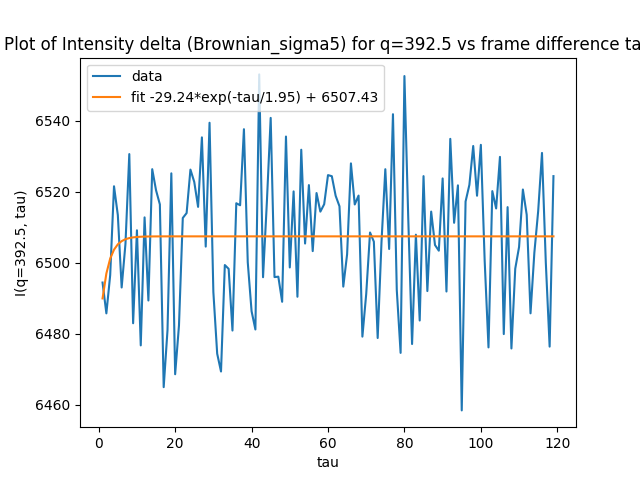 Plot of Intensity delta (Brownian_sigma5) for q=392.5 vs frame difference ta
data
fit -29.24*exp(-tau/1.95) + 6507.43
6540
6520
6500
6480
6460
I(q=392.5, tau)
0 20 40 60 80 100 120
tau